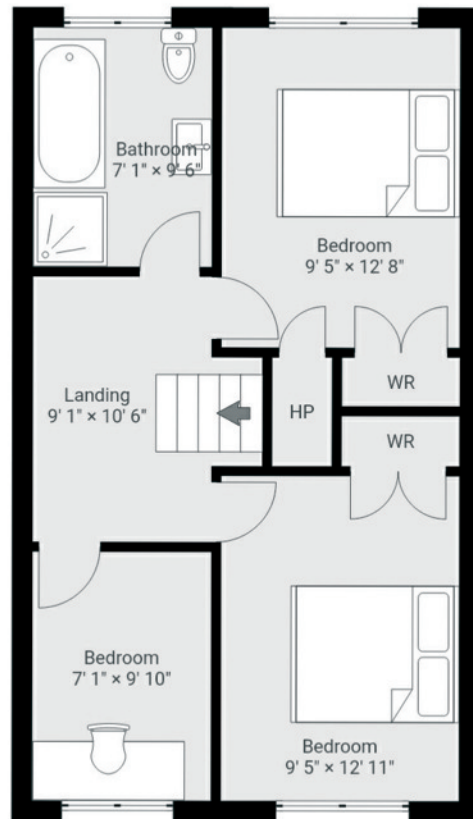 Bathroom
7' 1" × 9' 6"
Bedroom
9' 5" × 12' 8"
Landing
9' 1" × 10' 6"
HP
WR
WR
Bedroom
7' 1" × 9' 10"
Bedroom
9' 5" × 12' 11"